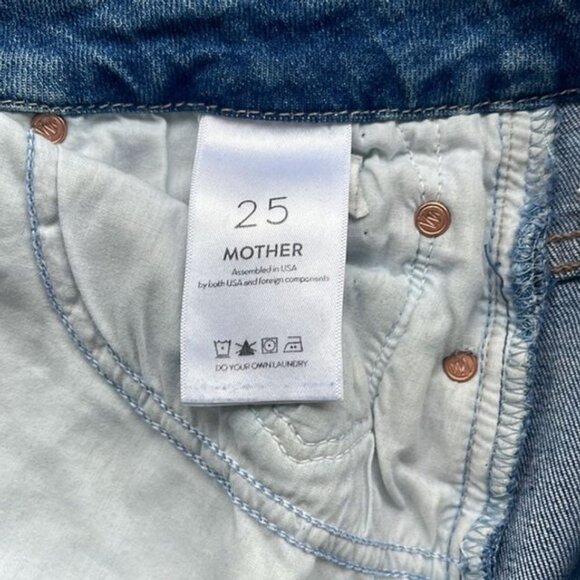 25
MOTHER
Assembled in USA
by both USA and foreign components
DO YOUR OWN LAUNDRY